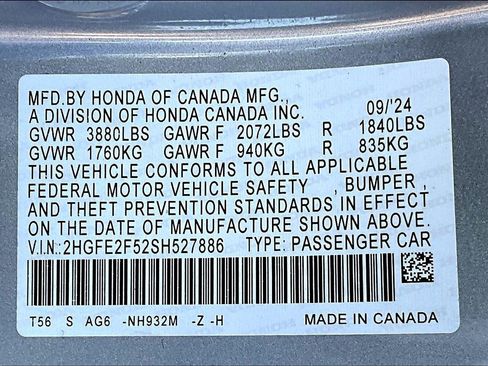 MFD.BY HONDA OF CANADA MFG.,
A DIVISION OF HONDA CANADA INC. 09/'24
GVWR 3880LBS GAWR F 2072LBS R 1840LBS
GVWR 1760KG GAWR F 940KG R 835KG
THIS VEHICLE CONFORMS TO ALL APPLICABLE
FEDERAL MOTOR VEHICLE SAFETY , BUMPER ,
AND THEFT PREVENTION STANDARDS IN EFFECT
ON THE DATE OF MANUFACTURE SHOWN ABOVE.
V.I.N.:2HGFE2F52SH527886 TYPE: PASSENGER CAR
T56 S AG6 -NH932M -Z -H MADE IN CANADA